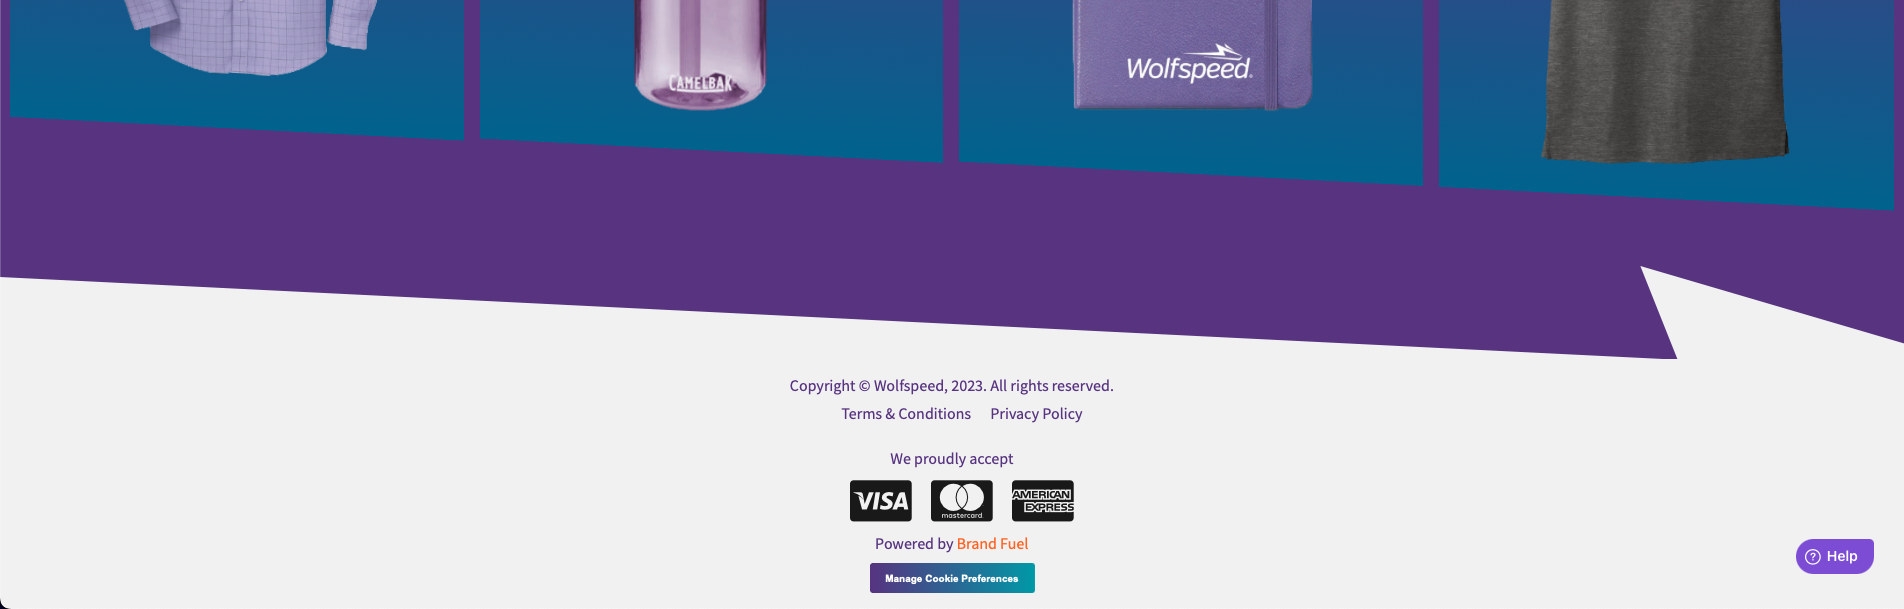 CAMELBAK
Wolfspeed
Copyright © Wolfspeed, 2023. All rights reserved.
Terms & Conditions Privacy Policy
We proudly accept
VISA mastercard AMERICAN EXPRESS
Powered by Brand Fuel
Manage Cookie Preferences
? Help